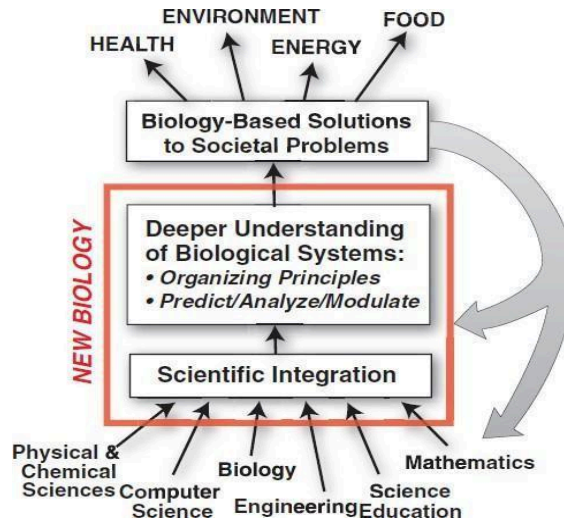 ENVIRONMENT
FOOD
HEALTH
ENERGY
Biology-Based Solutions
to Societal Problems
NEW BIOLOGY
Deeper Understanding
of Biological Systems:
• Organizing Principles
• Predict/Analyze/Modulate
Scientific Integration
Physical &
Chemical
Sciences
Computer
Science
Biology
Engineering
Science
Education
Mathematics